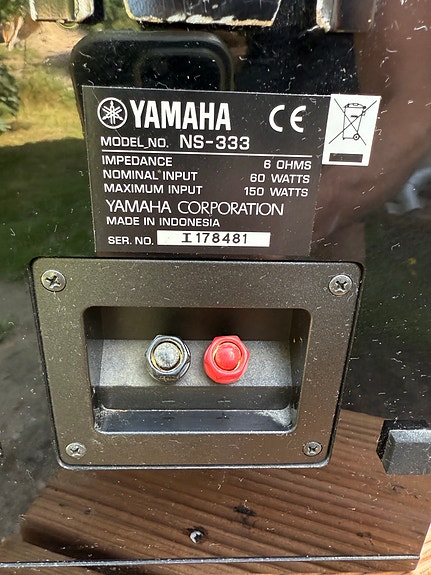 YAMAHA CE
MODEL NO. NS-333
IMPEDANCE 6 OHMS
NOMINAL INPUT 60 WATTS
MAXIMUM INPUT 150 WATTS
YAMAHA CORPORATION
MADE IN INDONESIA
SER. NO. I178481